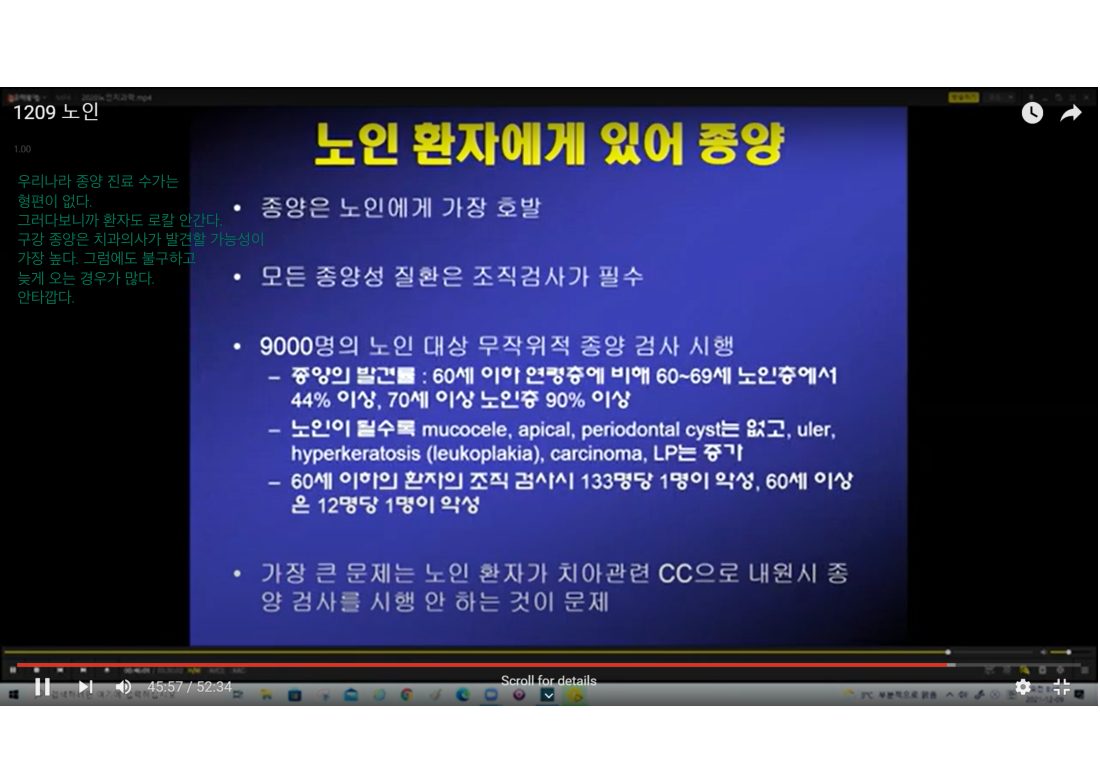 1209 노인
1.00
우리나라 종양 진료 수가는
형편이 없다.
그러다보니까 환자도 로칼 안간다.
구강 종양은 치과의사가 발견할 가능성이
가장 높다. 그럼에도 불구하고
늦게 오는 경우가 많다.
안타깝다.
노인 환자에게 있어 종양
• 종양은 노인에게 가장 호발
• 모든 종양성 질환은 조직검사가 필수
• 9000명의 노인 대상 무작위적 종양 검사 시행
– 종양의 발견률 : 60세 이하 연령층에 비해 60~69세 노인층에서
44% 이상, 70세 이상 노인층 90% 이상
– 노인이 될수록 mucocele, apical, periodontal cyst는 없고, uler,
hyperkeratosis (leukoplakia), carcinoma, LP는 증가
– 60세 이하의 환자의 조직 검사시 133명당 1명이 악성, 60세 이상
은 12명당 1명이 악성
• 가장 큰 문제는 노인 환자가 치아관련 CC으로 내원시 종
양 검사를 시행 안 하는 것이 문제
Scroll for details
45:57 / 52:34
3°C 부분적으로 맑음
2021-12-09